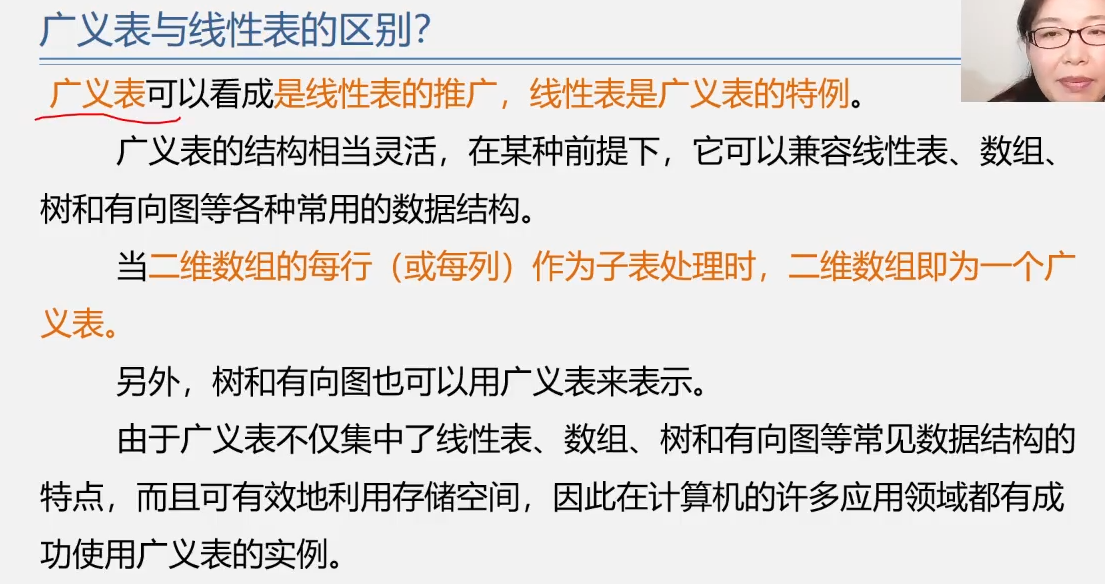 广义表与线性表的区别？
广义表可以看成是线性表的推广，线性表是广义表的特例。
广义表的结构相当灵活，在某种前提下，它可以兼容线性表、数组、
树和有向图等各种常用的数据结构。
当二维数组的每行（或每列）作为子表处理时，二维数组即为一个广
义表。
另外，树和有向图也可以用广义表来表示。
由于广义表不仅集中了线性表、数组、树和有向图等常见数据结构的
特点，而且可有效地利用存储空间，因此在计算机的许多应用领域都有成
功使用广义表的实例。